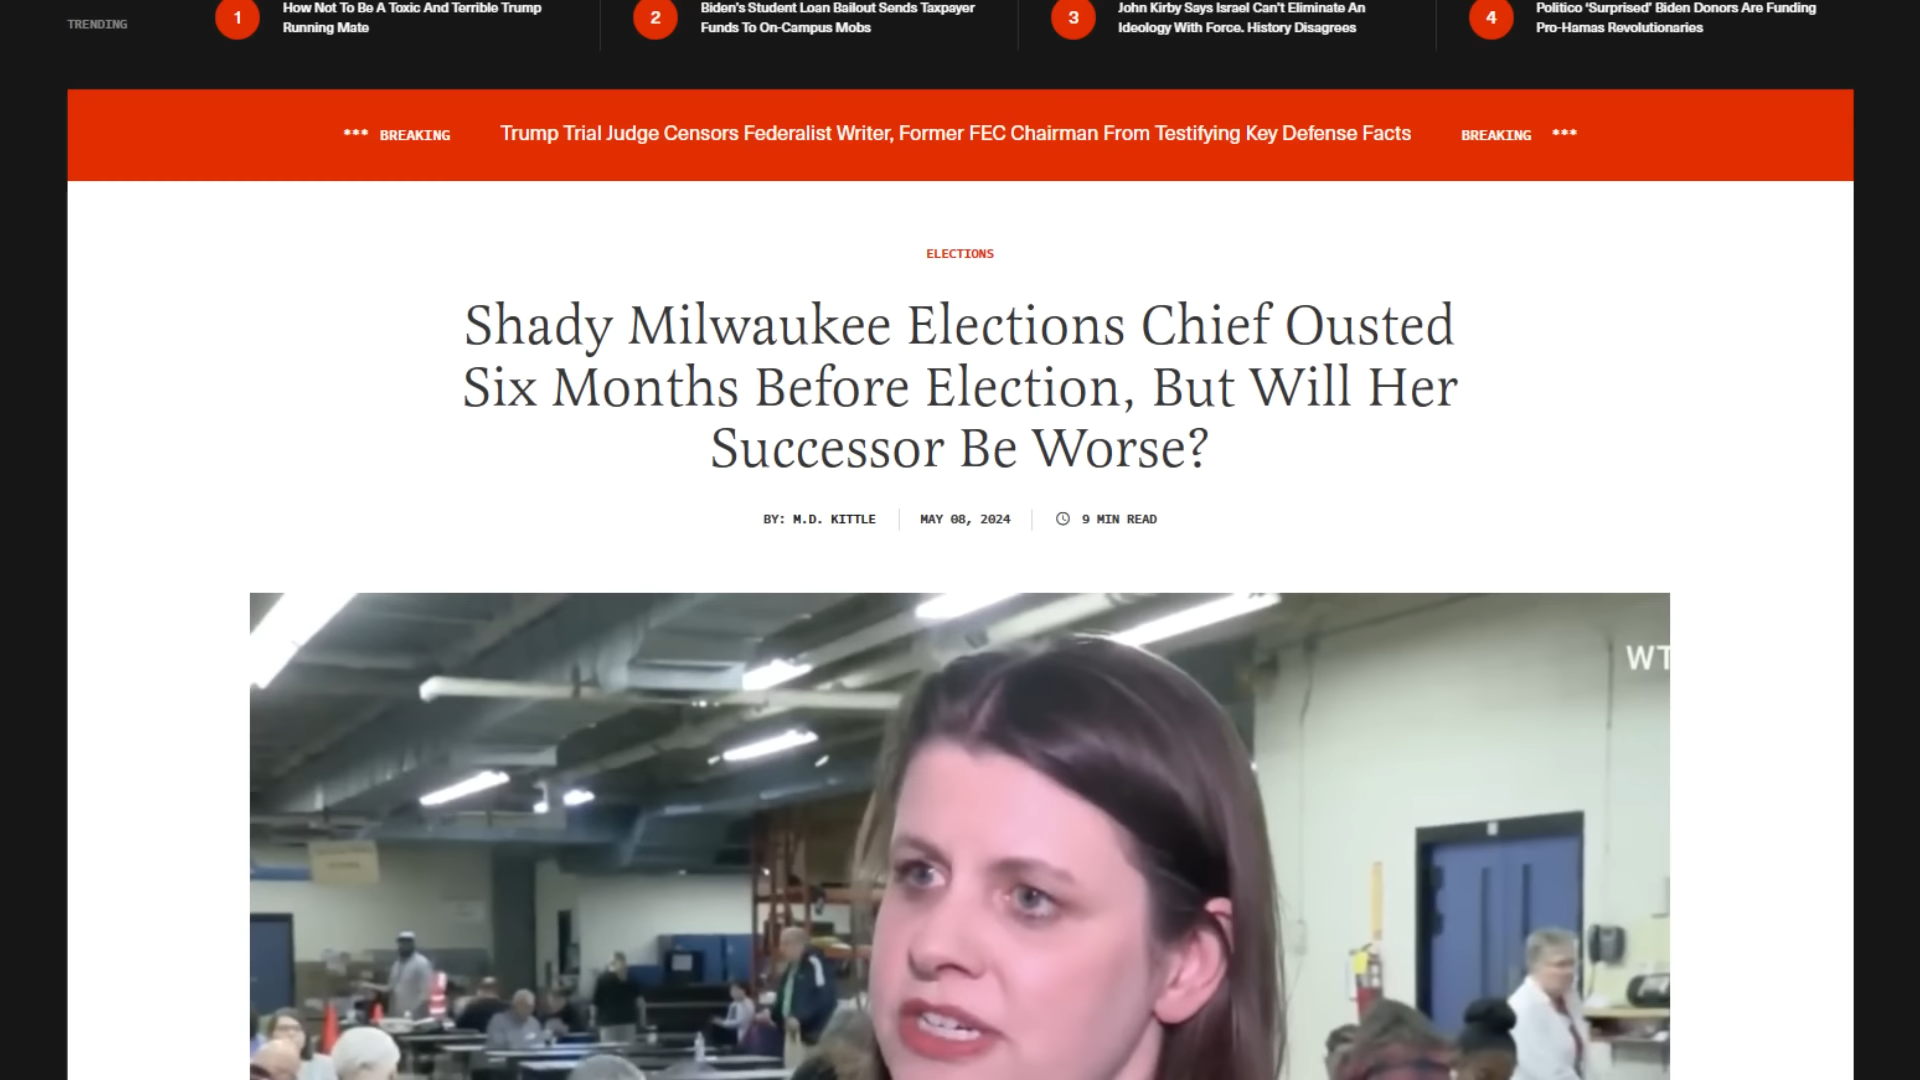 TRENDING
1
How Not To Be A Toxic And Terrible Trump
Running Mate
2
Biden's Student Loan Bailout Sends Taxpayer
Funds To On-Campus Mobs
3
John Kirby Says Israel Can't Eliminate An
Ideology With Force. History Disagrees
4
Politico ‘Surprised’ Biden Donors Are Funding
Pro-Hamas Revolutionaries
*** BREAKING Trump Trial Judge Censors Federalist Writer, Former FEC Chairman From Testifying Key Defense Facts BREAKING ***
ELECTIONS
Shady Milwaukee Elections Chief Ousted
Six Months Before Election, But Will Her
Successor Be Worse?
BY: M.D. KITTLE MAY 08, 2024 9 MIN READ
WT